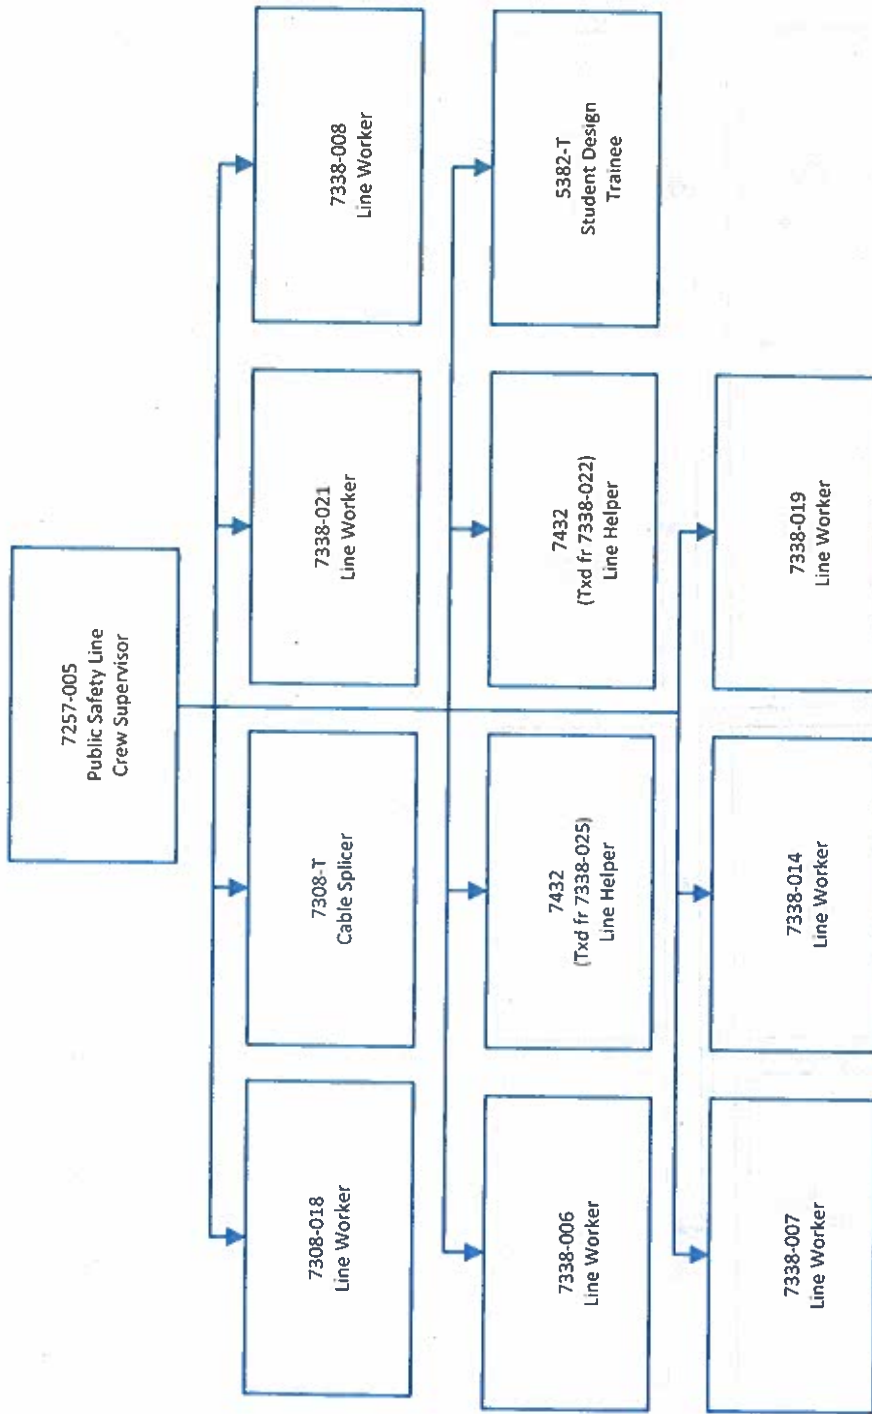 7257-005
Public Safety Line
Crew Supervisor
7308-018
Line Worker
7308-T
Cable Splicer
7338-021
Line Worker
7338-008
Line Worker
7338-006
Line Worker
7432
(Txd fr 7338-025)
Line Helper
7432
(Txd fr 7338-022)
Line Helper
5382-T
Student Design
Trainee
7338-007
Line Worker
7338-014
Line Worker
7338-019
Line Worker